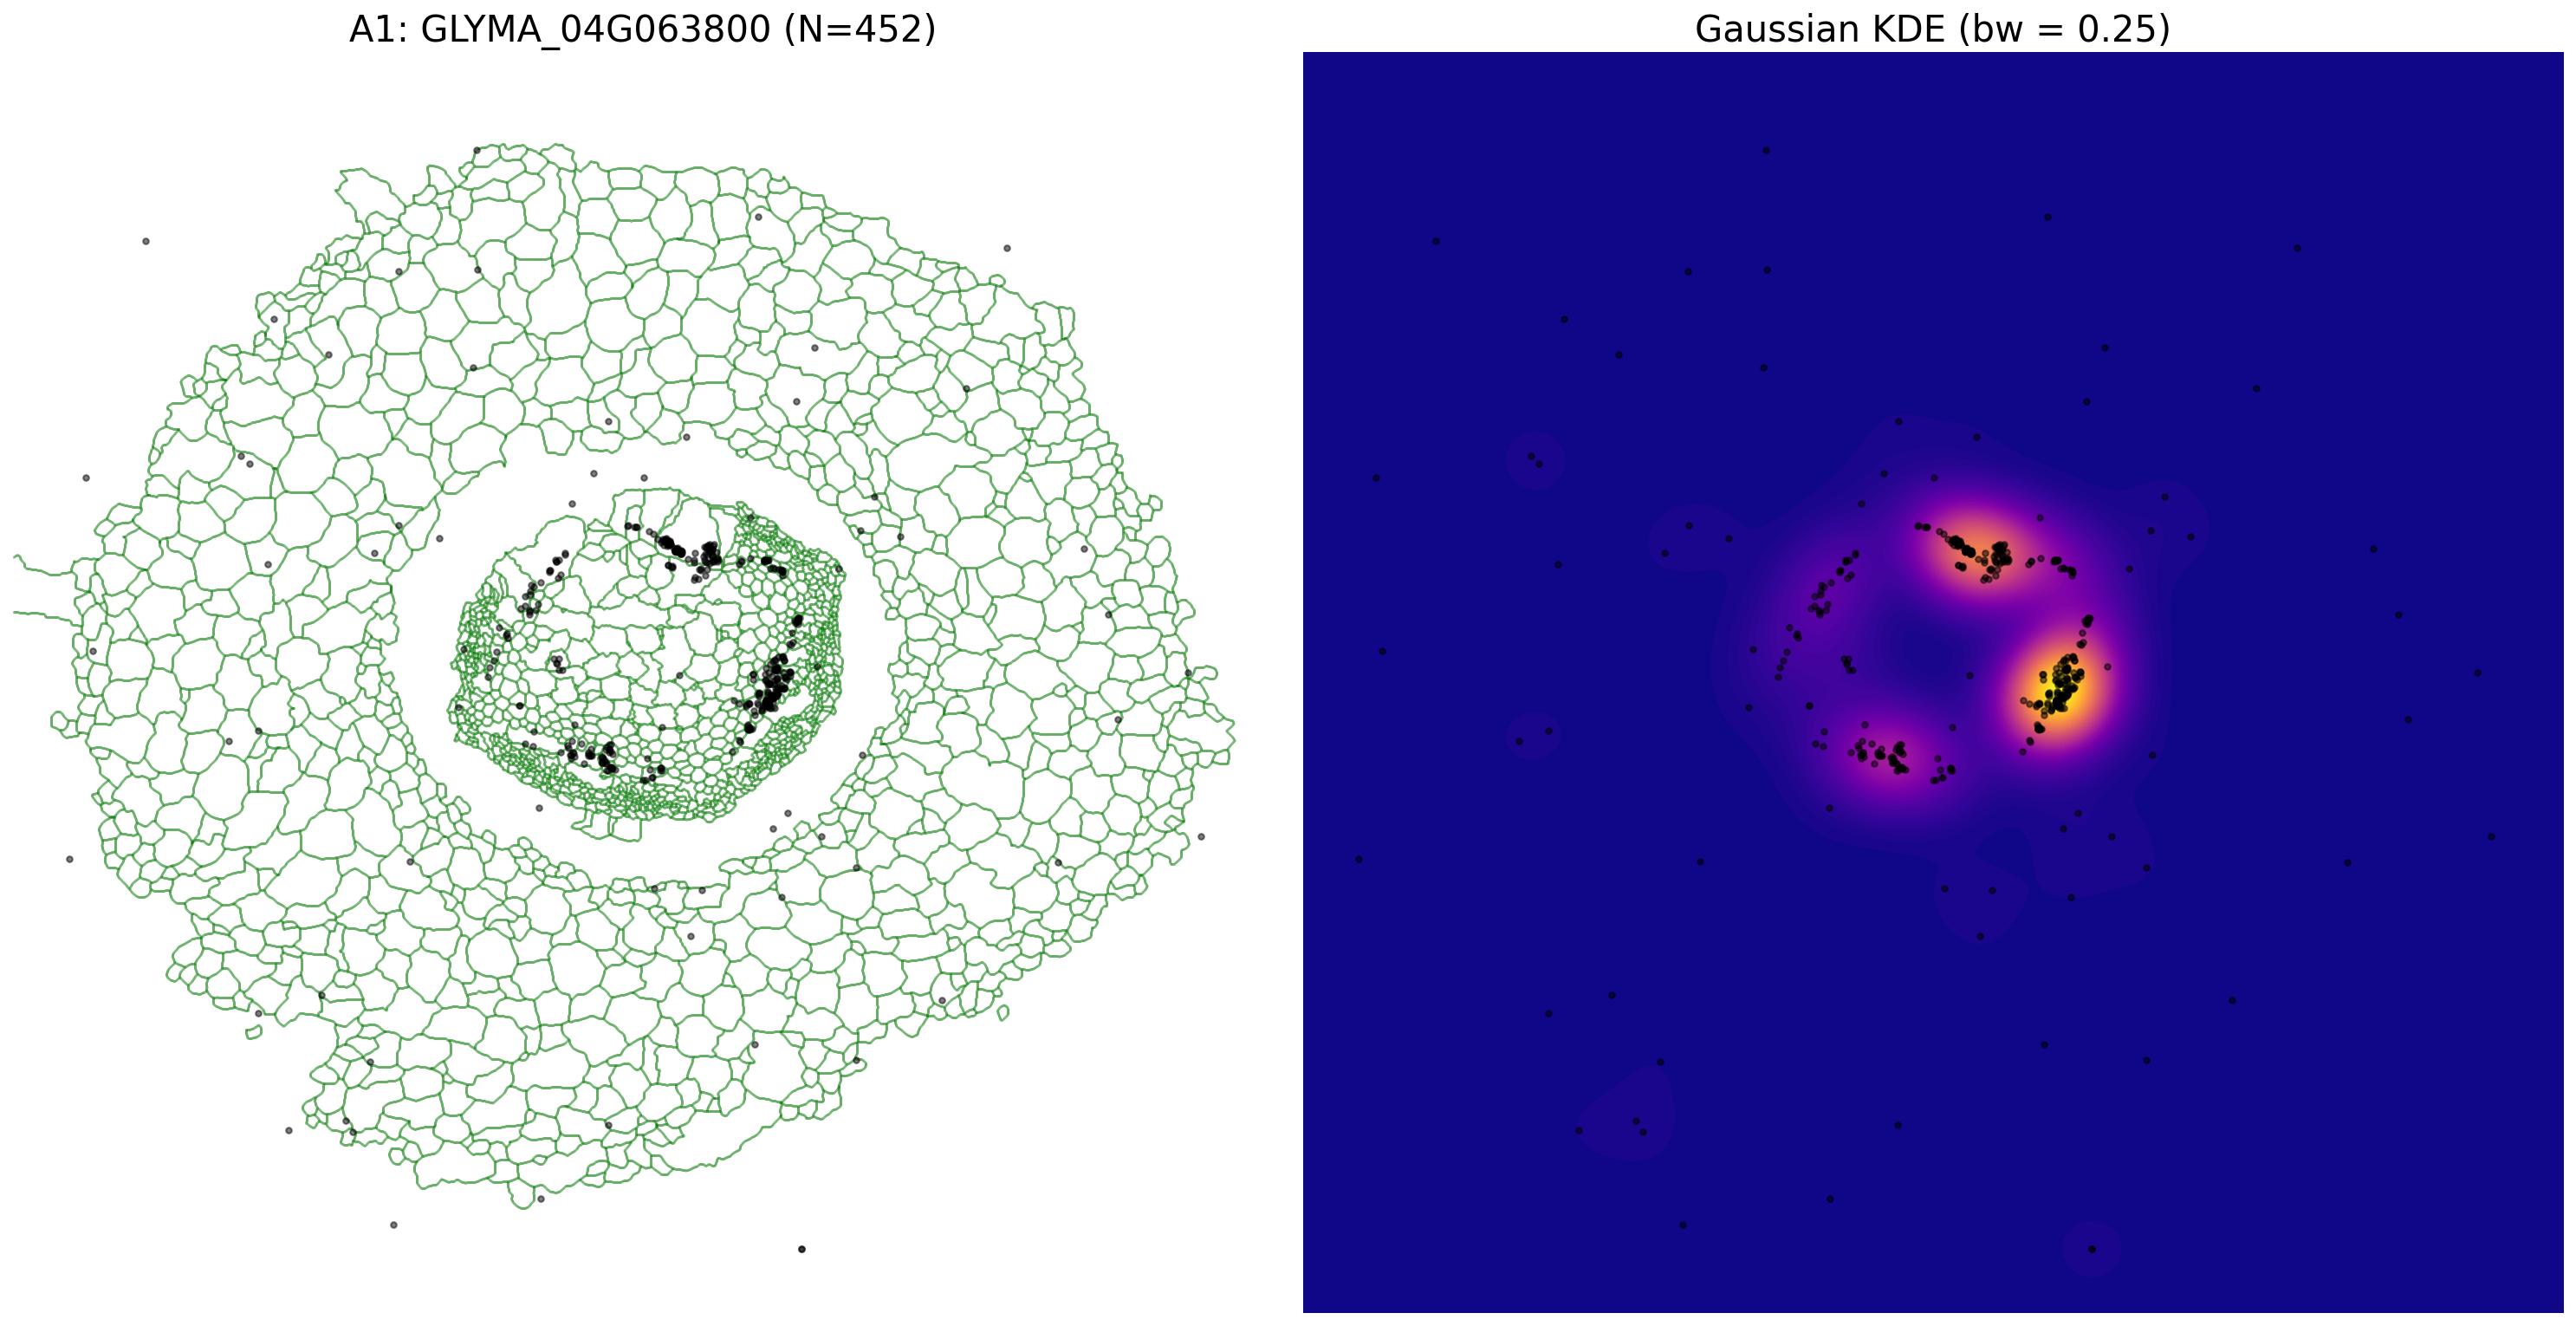 A1: GLYMA_04G063800 (N=452)
Gaussian KDE (bw = 0.25)